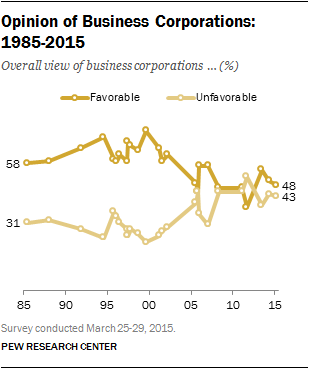 Opinion of Business Corporations:
1985-2015
Overall view of business corporations ... (%)
Favorable Unfavorable
58
48
43
31
85 90 95 00 05 10 15
Survey conducted March 25-29, 2015.
PEW RESEARCH CENTER